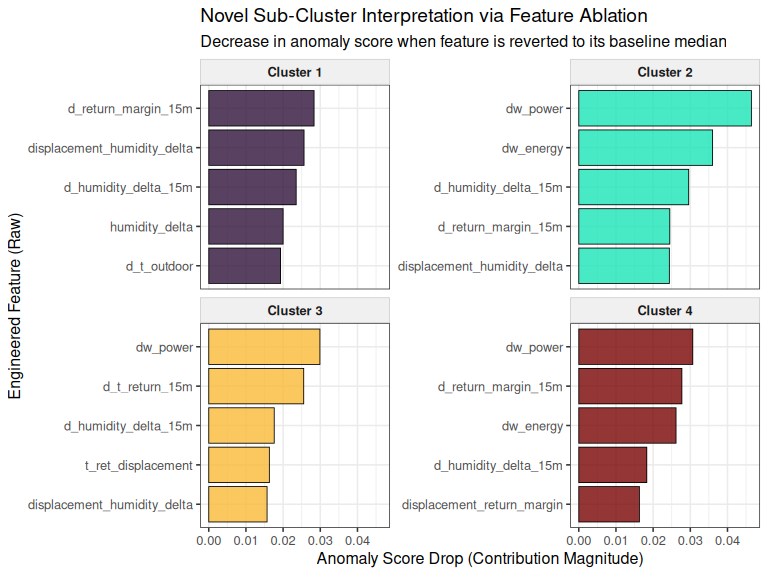 Novel Sub-Cluster Interpretation via Feature Ablation
Decrease in anomaly score when feature is reverted to its baseline median
Engineered Feature (Raw)
Cluster 1
d_return_margin_15m
displacement_humidity_delta
d_humidity_delta_15m
humidity_delta
d_t_outdoor
Cluster 2
dw_power
dw_energy
d_humidity_delta_15m
d_return_margin_15m
displacement_humidity_delta
Cluster 3
dw_power
d_t_return_15m
d_humidity_delta_15m
t_ret_displacement
displacement_humidity_delta
0.00 0.01 0.02 0.03 0.04
Cluster 4
dw_power
d_return_margin_15m
dw_energy
d_humidity_delta_15m
displacement_return_margin
0.00 0.01 0.02 0.03 0.04
Anomaly Score Drop (Contribution Magnitude)